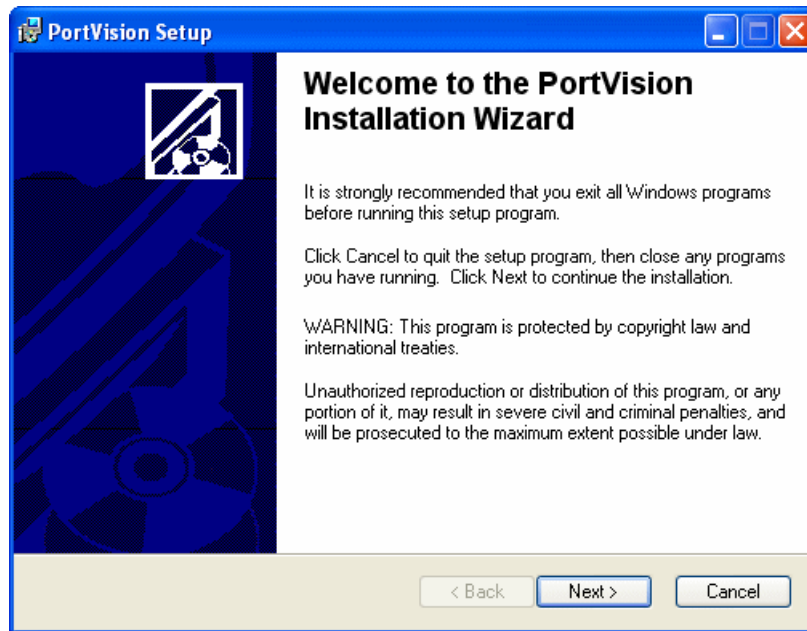 PortVision Setup
Welcome to the PortVision
Installation Wizard
It is strongly recommended that you exit all Windows programs
before running this setup program.
Click Cancel to quit the setup program, then close any programs
you have running.  Click Next to continue the installation.
WARNING: This program is protected by copyright law and
international treaties.
Unauthorized reproduction or distribution of this program, or any
portion of it, may result in severe civil and criminal penalties, and
will be prosecuted to the maximum extent possible under law.
< Back Next > Cancel